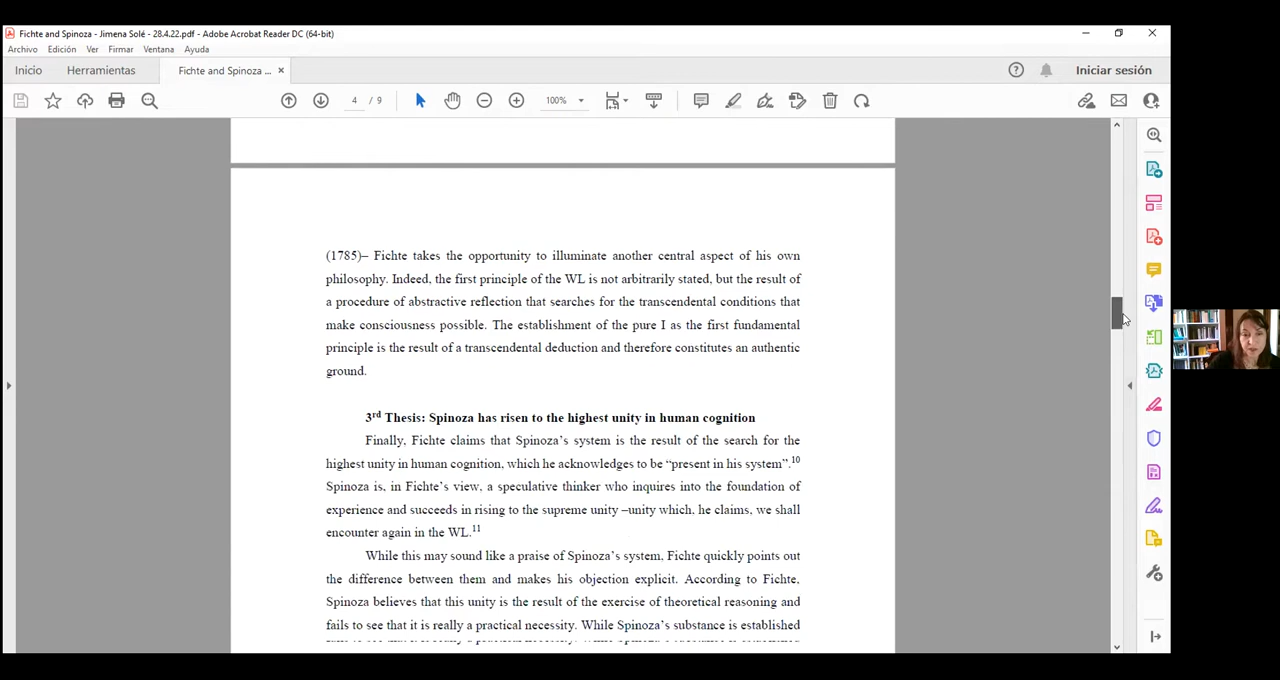 Fichte and Spinoza - Jimena Solé - 28.4.22.pdf - Adobe Acrobat Reader DC (64-bit)
Archivo Edición Ver Firmar Ventana Ayuda
Inicio Herramientas Fichte and Spinoza ... × Iniciar sesión
4 / 9 100%
(1785)– Fichte takes the opportunity to illuminate another central aspect of his own
philosophy. Indeed, the first principle of the WL is not arbitrarily stated, but the result of
a procedure of abstractive reflection that searches for the transcendental conditions that
make consciousness possible. The establishment of the pure I as the first fundamental
principle is the result of a transcendental deduction and therefore constitutes an authentic
ground.
3rd Thesis: Spinoza has risen to the highest unity in human cognition
Finally, Fichte claims that Spinoza's system is the result of the search for the
highest unity in human cognition, which he acknowledges to be “present in his system”.10
Spinoza is, in Fichte's view, a speculative thinker who inquires into the foundation of
experience and succeeds in rising to the supreme unity –unity which, he claims, we shall
encounter again in the WL.11
While this may sound like a praise of Spinoza's system, Fichte quickly points out
the difference between them and makes his objection explicit. According to Fichte,
Spinoza believes that this unity is the result of the exercise of theoretical reasoning and
fails to see that it is really a practical necessity. While Spinoza's substance is established